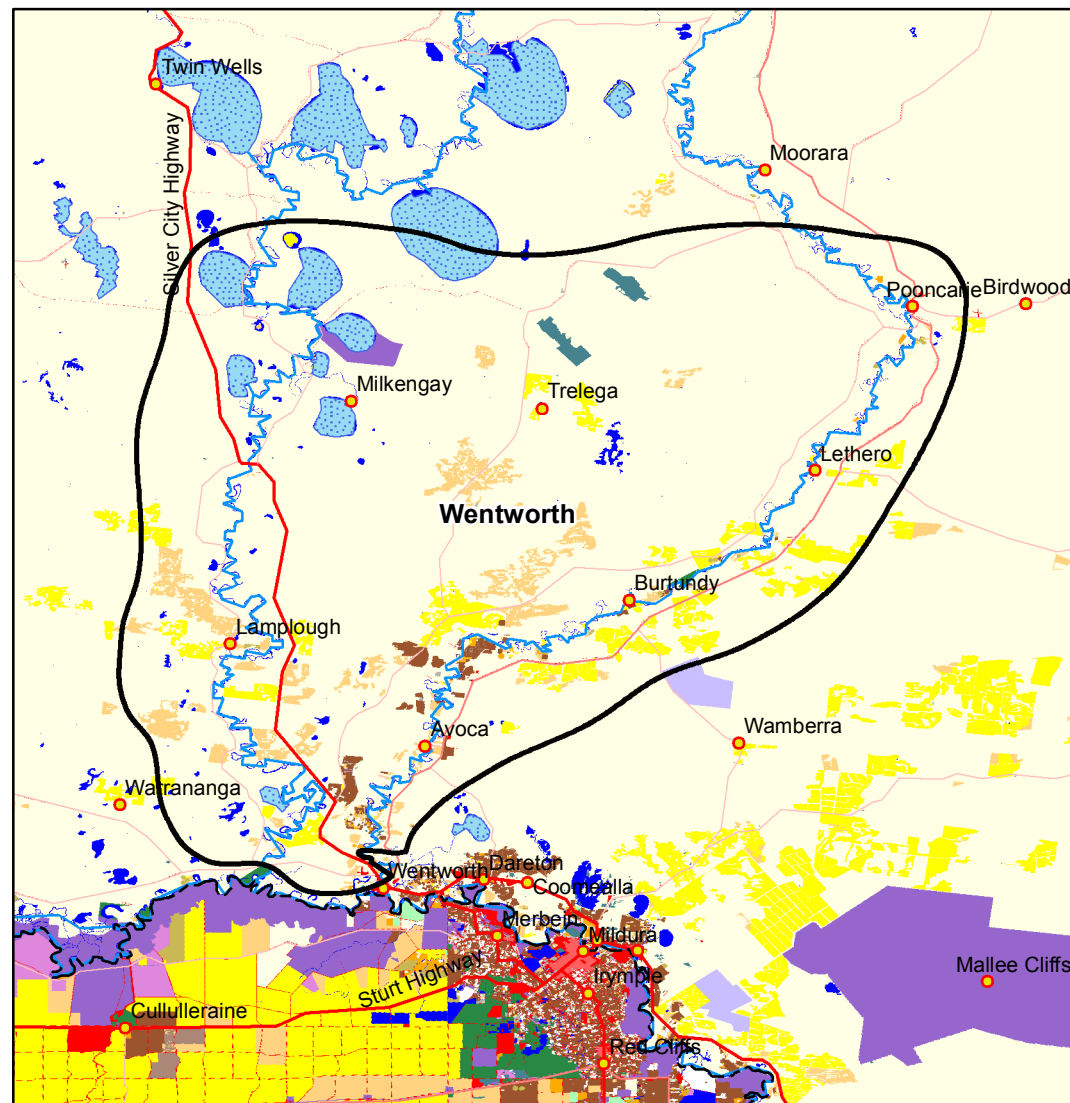 Twin Wells
Silver City Highway
Moorara
Pooncarie
Birdwood
Milkengay
Trelega
Lethero
Wentworth
Burtundy
Lamplough
Avoca
Wamberra
Warrananga
Wentworth
Dareton
Coomealla
Merbein
Mildura
Mallee Cliffs
Irymple
Sturt Highway
Cullulleraine
Red Cliffs